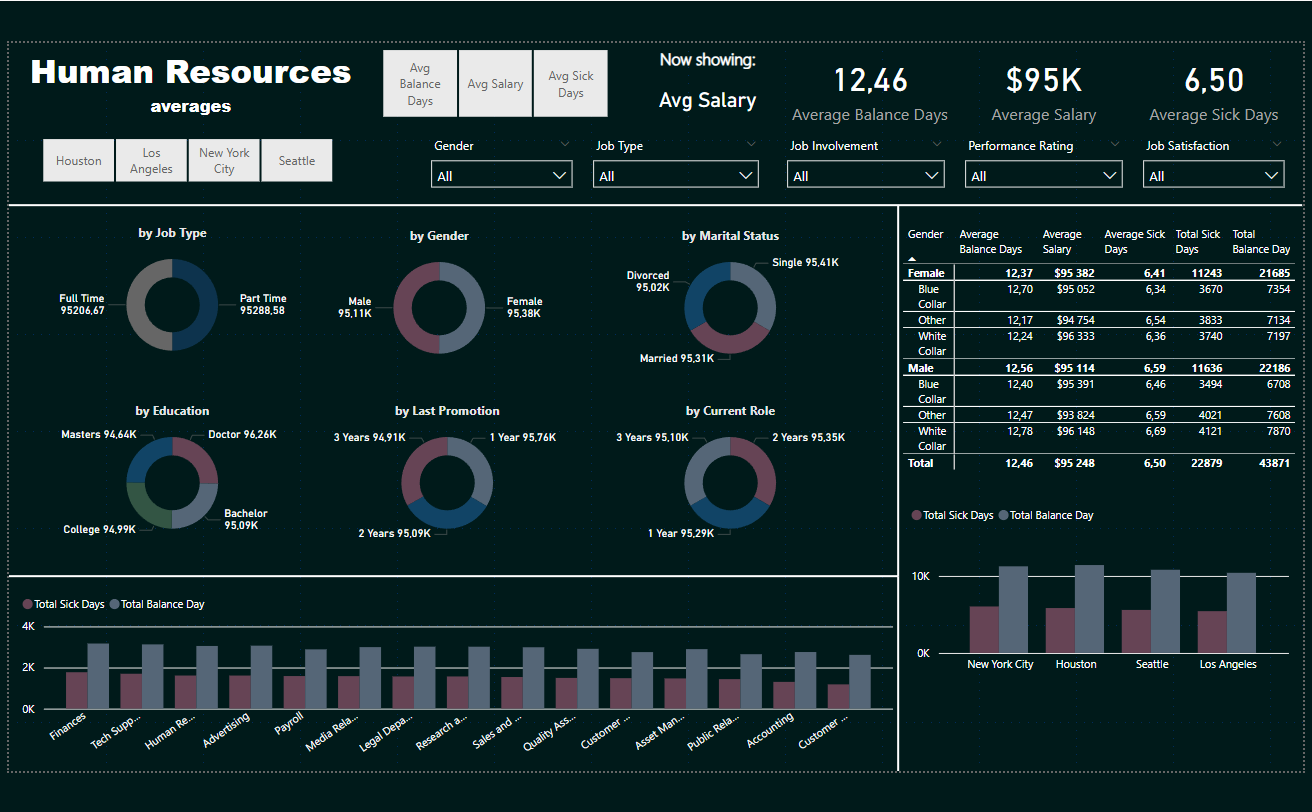 Human Resources
averages
Avg
Balance
Days
Avg Salary
Avg Sick
Days
Now showing:
Avg Salary
12,46
Average Balance Days
$95K
Average Salary
6,50
Average Sick Days
Houston
Los
Angeles
New York
City
Seattle
Gender
All
Job Type
All
Job Involvement
All
Performance Rating
All
Job Satisfaction
All
by Job Type
Full Time
95206,67
Part Time
95288,58
by Gender
Male
95,11K
Female
95,38K
by Marital Status
Single 95,41K
Divorced
95,02K
Married 95,31K
by Education
Masters 94,64K
Doctor 96,26K
College 94,99K
Bachelor
95,09K
by Last Promotion
3 Years 94,91K
1 Year 95,76K
2 Years 95,09K
by Current Role
3 Years 95,10K
2 Years 95,35K
1 Year 95,29K
Gender Average Balance Days Average Salary Average Sick Days Total Sick Days Total Balance Day
Female 12,37 $95 382 6,41 11243 21685
Blue Collar 12,70 $95 052 6,34 3670 7354
Other 12,17 $94 754 6,54 3833 7134
White Collar 12,24 $96 333 6,36 3740 7197
Male 12,56 $95 114 6,59 11636 22186
Blue Collar 12,40 $95 391 6,46 3494 6708
Other 12,47 $93 824 6,59 4021 7608
White Collar 12,78 $96 148 6,69 4121 7870
Total 12,46 $95 248 6,50 22879 43871
Total Sick Days Total Balance Day
10K
0K
New York City Houston Seattle Los Angeles
Total Sick Days Total Balance Day
4K
2K
0K
Finances
Tech Supp...
Human Re...
Advertising
Payroll
Media Rela...
Legal Depa...
Research a...
Sales and ...
Quality Ass...
Customer ...
Asset Man...
Public Rela...
Accounting
Customer ...